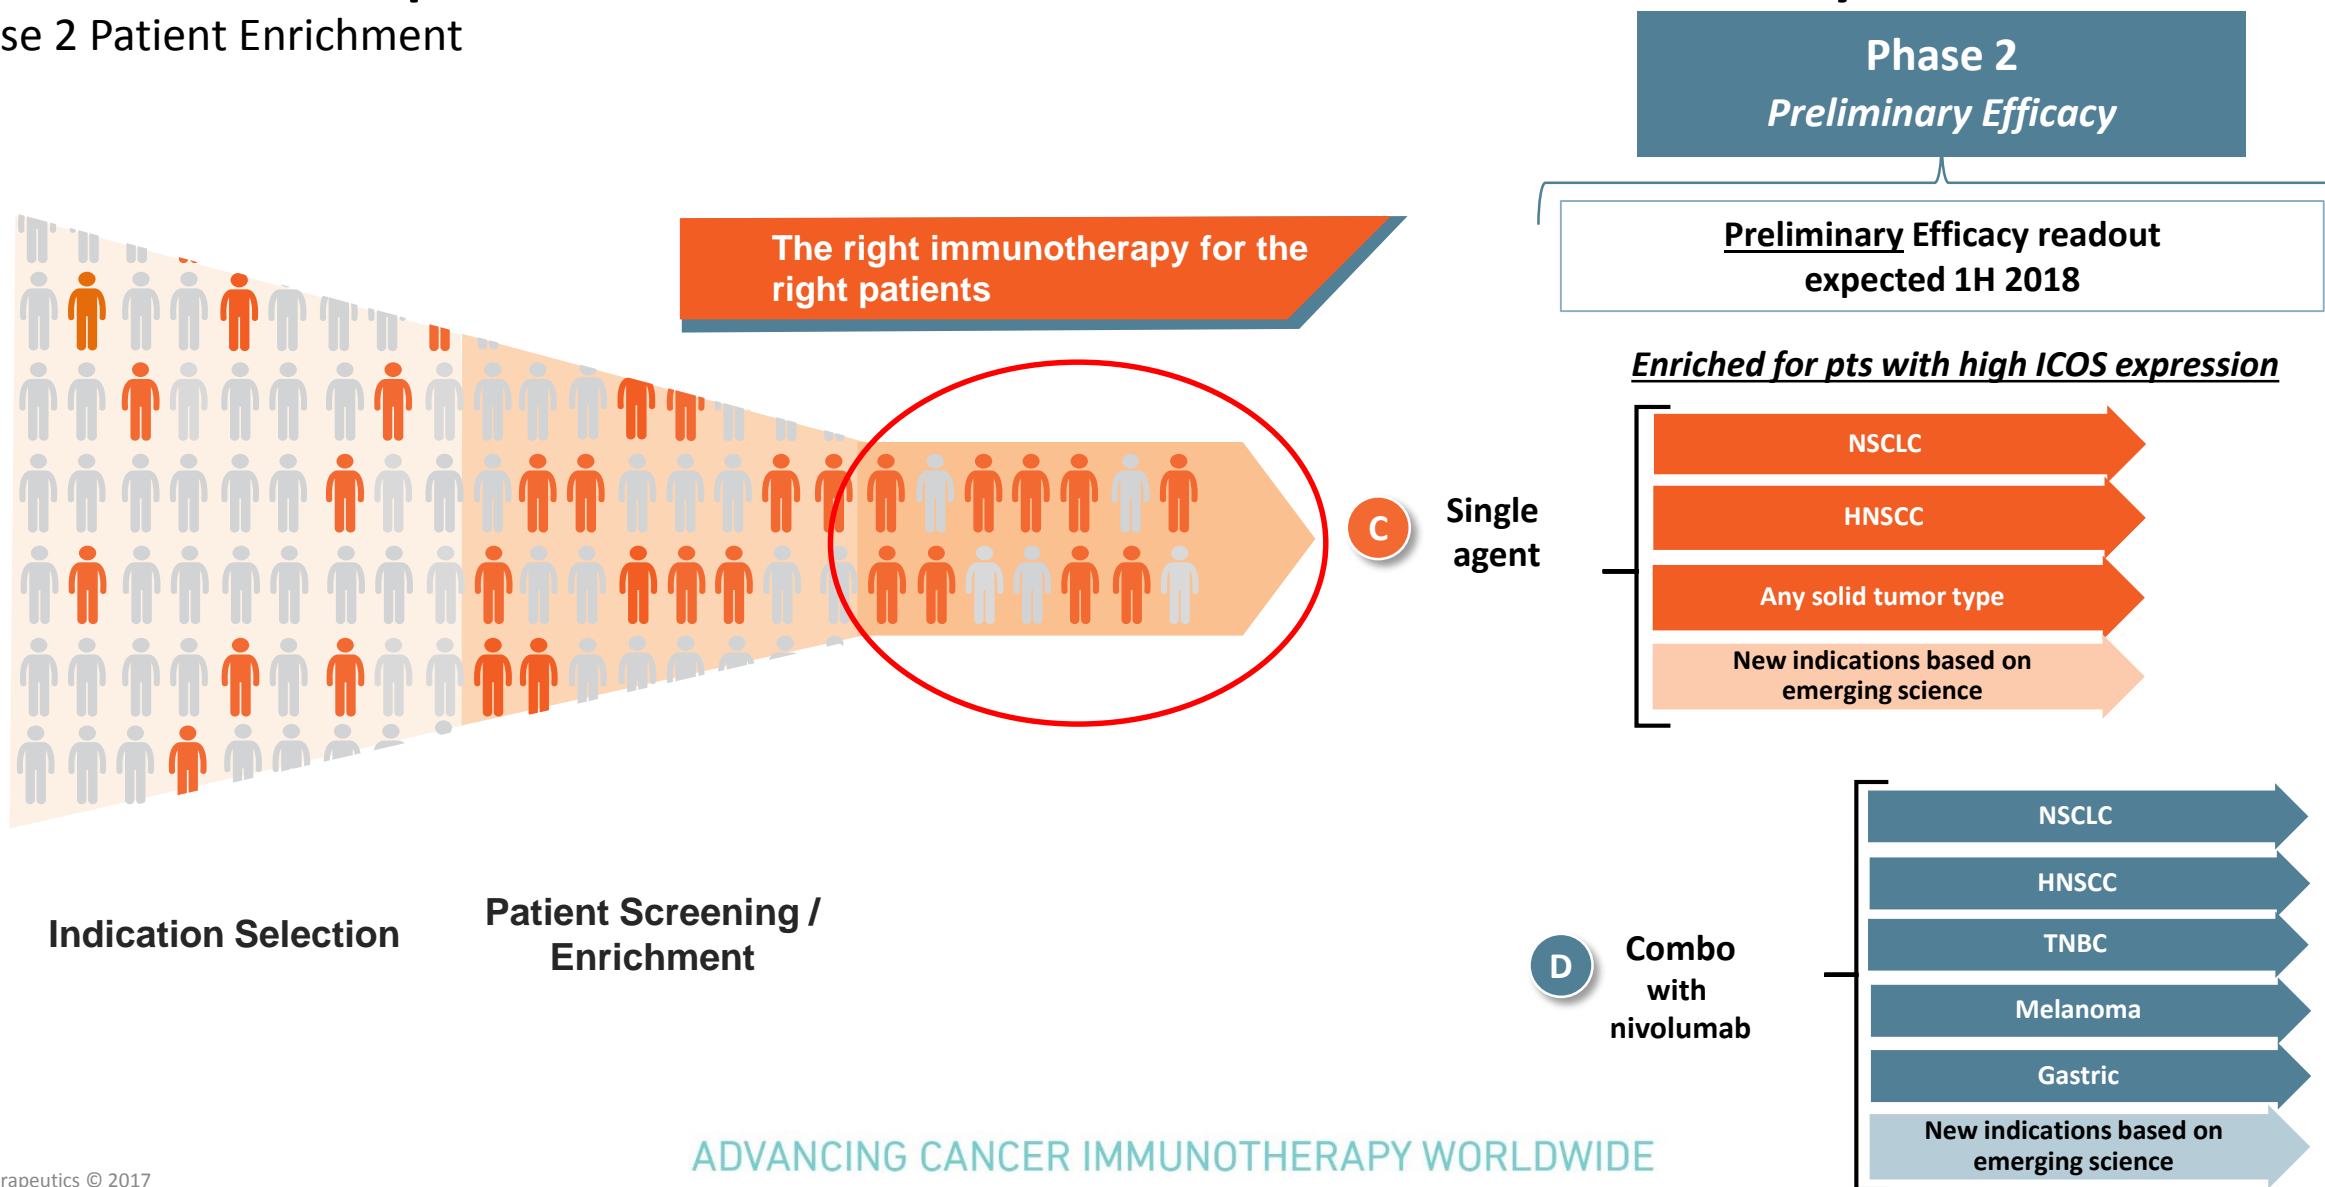 se 2 Patient Enrichment
Phase 2
Preliminary Efficacy
The right immunotherapy for the
right patients
Preliminary Efficacy readout
expected 1H 2018
Enriched for pts with high ICOS expression
C
Single
agent
NSCLC
HNSCC
Any solid tumor type
New indications based on
emerging science
Indication Selection
Patient Screening /
Enrichment
D
Combo
with
nivolumab
NSCLC
HNSCC
TNBC
Melanoma
Gastric
New indications based on
emerging science
ADVANCING CANCER IMMUNOTHERAPY WORLDWIDE
rapeutics © 2017